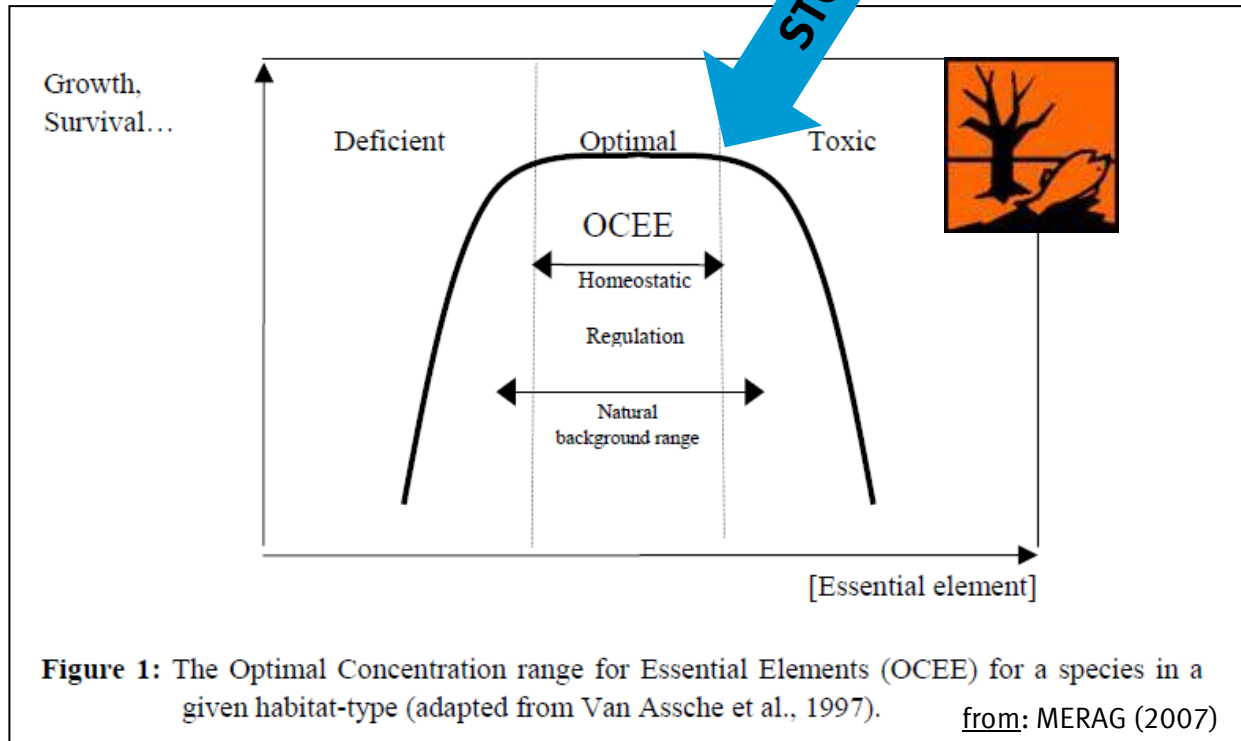 Growth,
Survival…
Deficient
Optimal
Toxic
OCEE
Homeostatic
Regulation
Natural
background range
[Essential element]
Figure 1: The Optimal Concentration range for Essential Elements (OCEE) for a species in a
given habitat-type (adapted from Van Assche et al., 1997).
from: MERAG (2007)